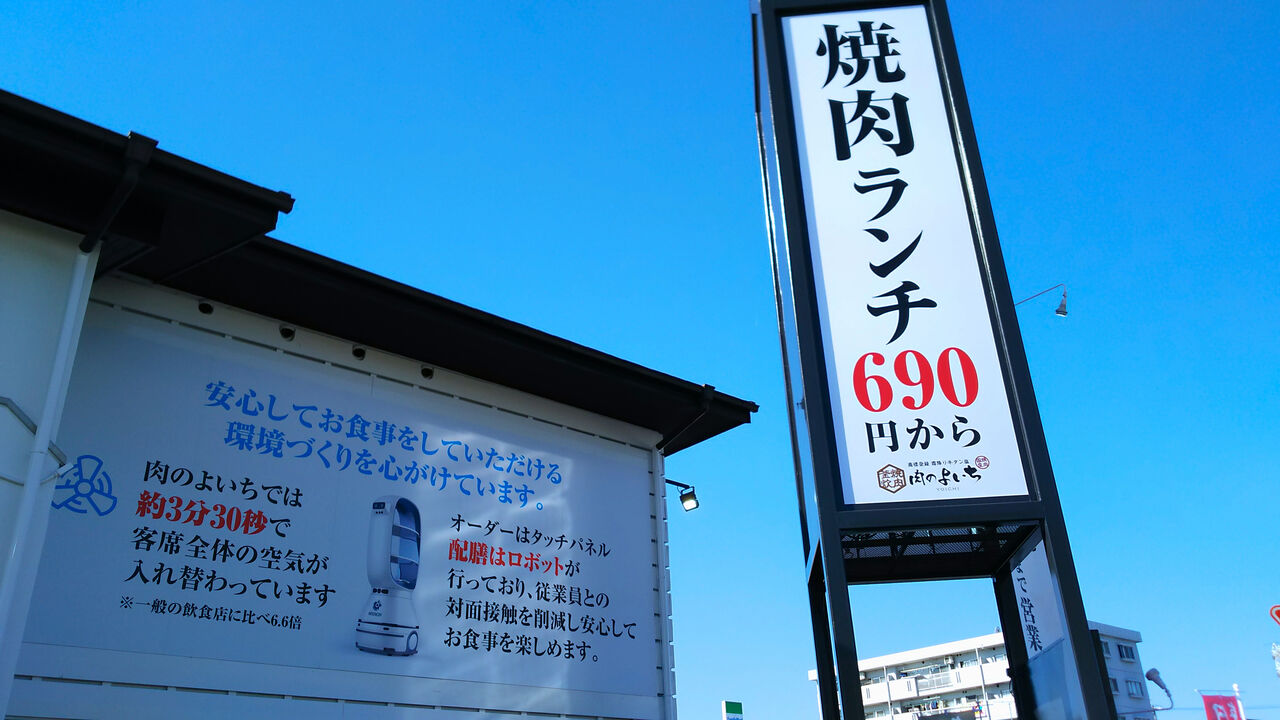 安心してお食事をしていただける
環境づくりを心がけています。
肉のよいちでは
約3分30秒で
客席全体の空気が
入れ替わっています
※一般の飲食店に比べ6.6倍
オーダーはタッチパネル
配膳はロボットが
行っており、従業員との
対面接触を削減し安心して
お食事を楽しめます。
焼肉ランチ
690
円から
肉のよいち
YOICHI
まで営業